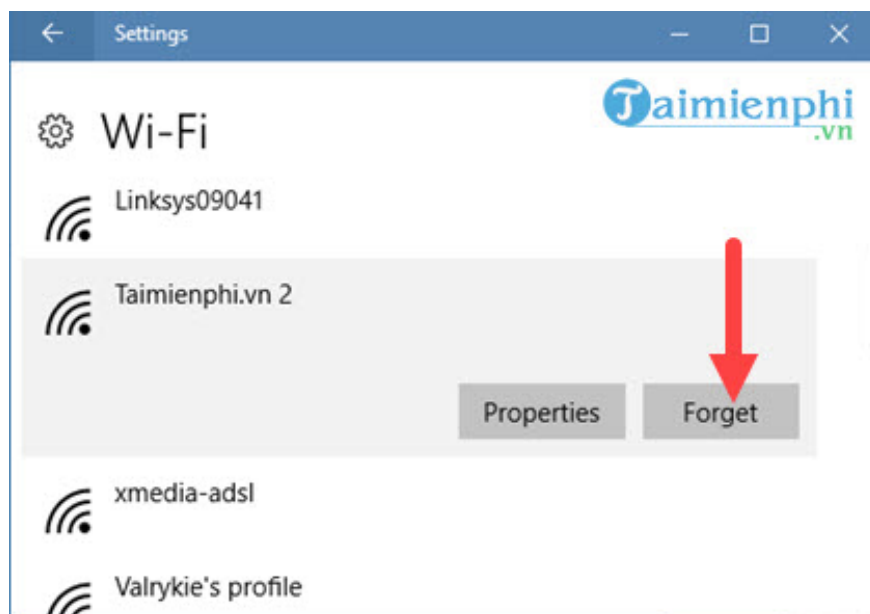 Settings
Taimienphi
.vn
Wi-Fi
Linksys09041
Taimienphi.vn 2
Properties Forget
xmedia-adsl
Valrykie's profile